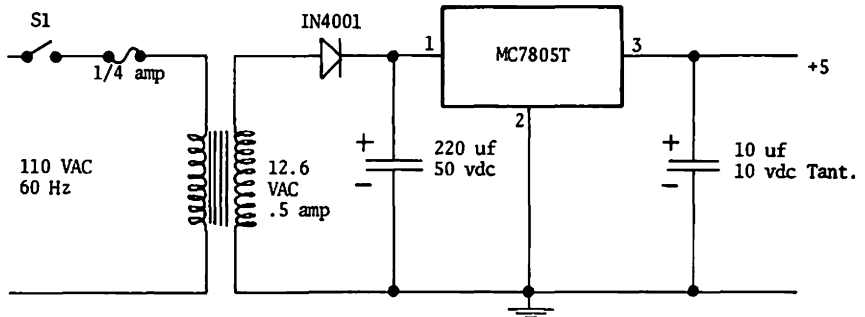 S1
1/4 amp
110 VAC
60 Hz
12.6
VAC
.5 amp
IN4001
1
MC7805T
3
2
+
220 uf
50 vdc
−
+
10 uf
10 vdc Tant.
−
+5